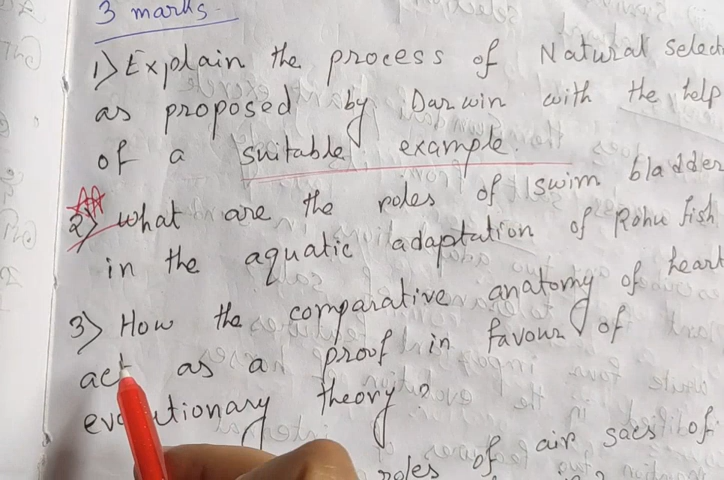 3 marks
1) Explain the process of Natural Select
as proposed by Darwin with the help
of a suitable example.
2) what are the roles of swim bladder
in the aquatic adaptation of Rohu fish
3) How the comparative anatomy of heart
act as a proof in favour of
evolutionary theory?
roles of air sacs of